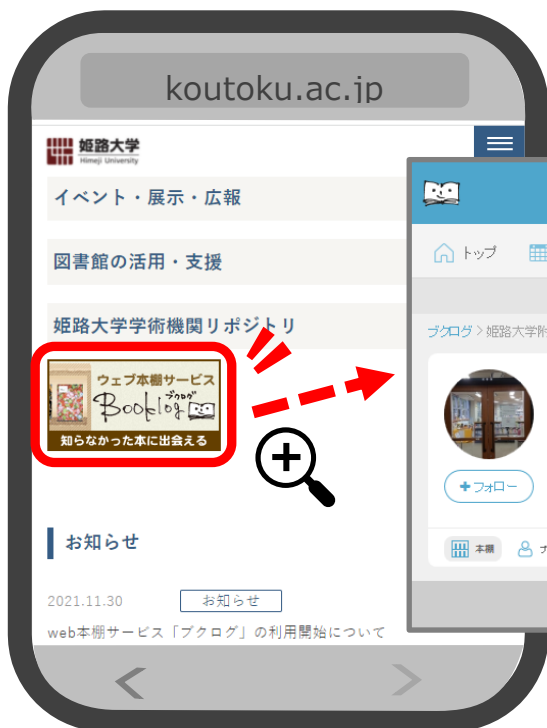 koutoku.ac.jp
姫路大学
Himeji University
イベント・展示・広報
図書館の活用・支援
姫路大学学術機関リポジトリ
ウェブ本棚サービス
ブクログ
Booklog
知らなかった本に出会える
お知らせ
2021.11.30
お知らせ
web本棚サービス「ブクログ」の利用開始について
トップ
ブクログ > 姫路大学附
+フォロー
本棚